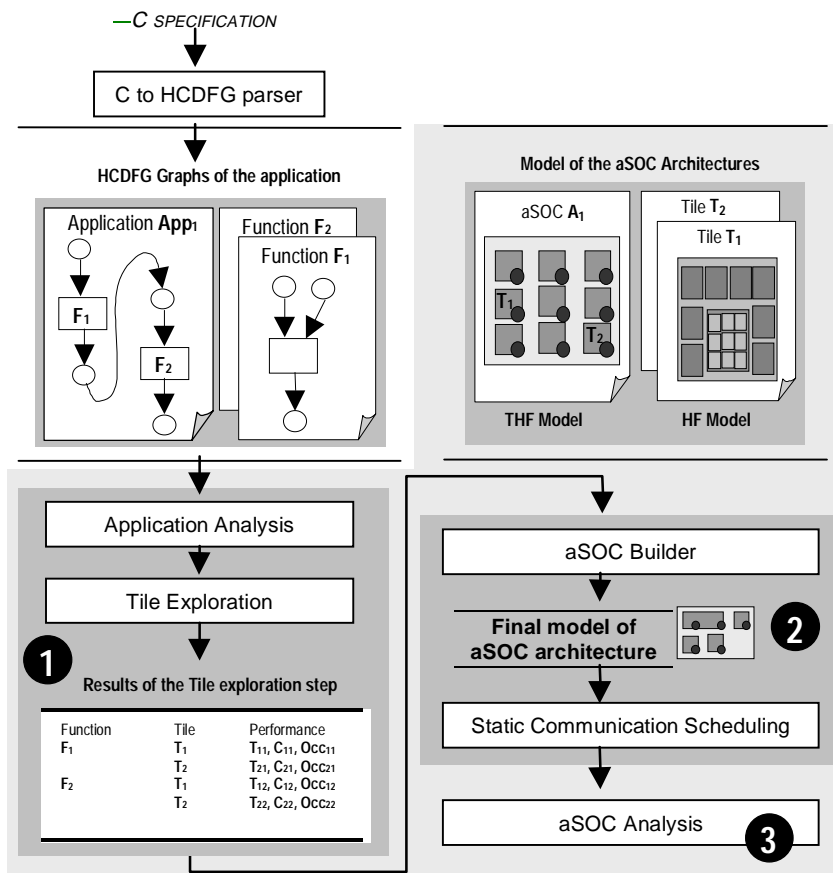 —C SPECIFICATION
C to HCDFG parser
HCDFG Graphs of the application
Application App1
F1
F2
Function F2
Function F1
Model of the aSOC Architectures
aSOC A1
T1
T2
THF Model
Tile T2
Tile T1
HF Model
Application Analysis
Tile Exploration
1
Results of the Tile exploration step
Function Tile Performance
F1 T1 T11, C11, Occ11
T2 T21, C21, Occ21
F2 T1 T12, C12, Occ12
T2 T22, C22, Occ22
aSOC Builder
Final model of
aSOC architecture
2
Static Communication Scheduling
aSOC Analysis
3